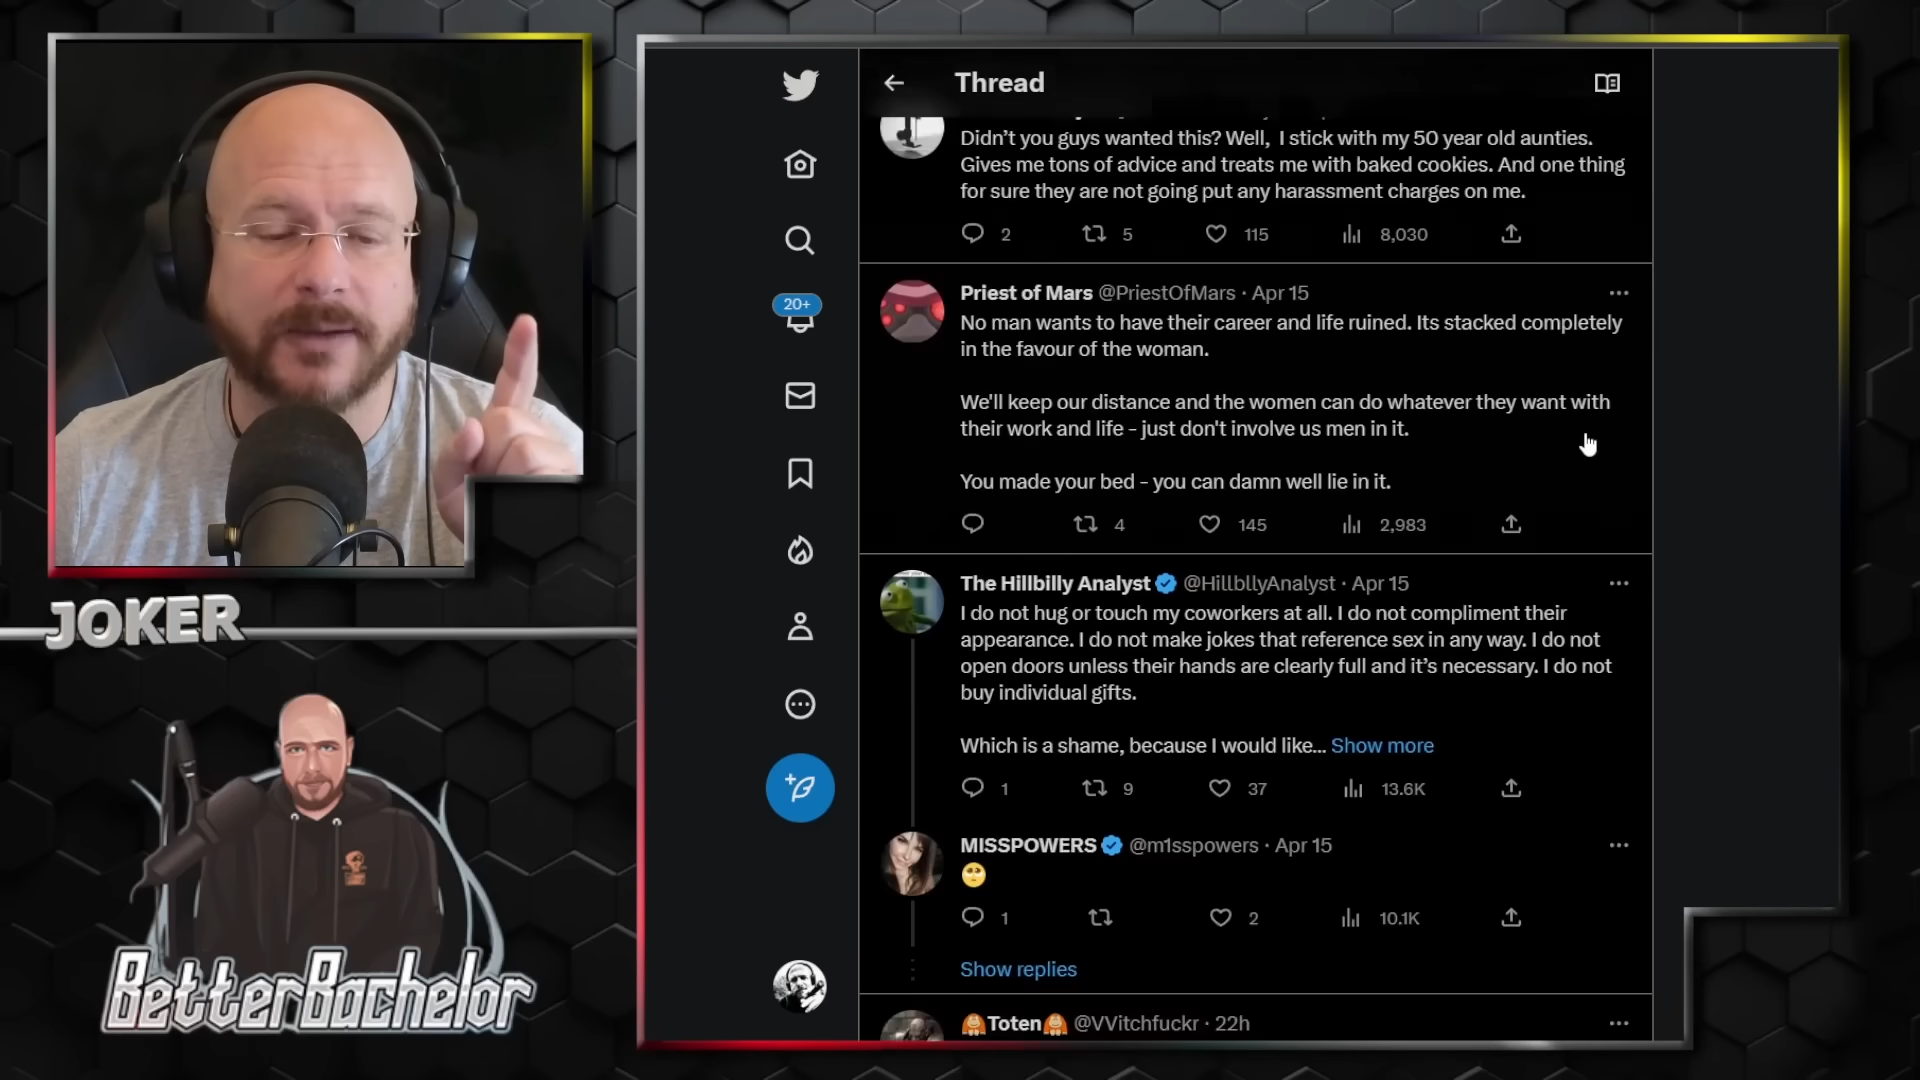 Thread
Didn't you guys wanted this? Well, I stick with my 50 year old aunties.
Gives me tons of advice and treats me with baked cookies. And one thing
for sure they are not going put any harassment charges on me.
2 5 115 8,030
20+
Priest of Mars @PriestOfMars · Apr 15
No man wants to have their career and life ruined. Its stacked completely
in the favour of the woman.
We'll keep our distance and the women can do whatever they want with
their work and life - just don't involve us men in it.
You made your bed - you can damn well lie in it.
4 145 2,983
The Hillbilly Analyst @HillbllyAnalyst · Apr 15
I do not hug or touch my coworkers at all. I do not compliment their
appearance. I do not make jokes that reference sex in any way. I do not
open doors unless their hands are clearly full and it's necessary. I do not
buy individual gifts.
Which is a shame, because I would like... Show more
1 9 37 13.6K
MISSPOWERS @m1sspowers · Apr 15
🥺
1 2 10.1K
Show replies
🦧Toten🦧 @VVitchfuckr · 22h
JOKER
BetterBachelor